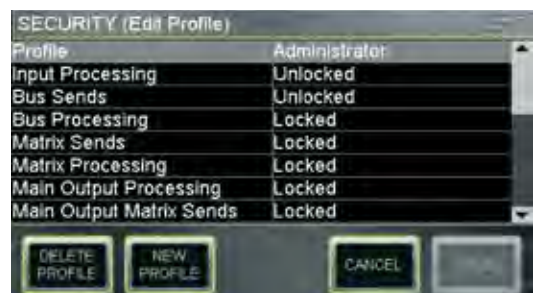 SECURITY (Edit Profile)
Profile Administrator
Input Processing Unlocked
Bus Sends Unlocked
Bus Processing Locked
Matrix Sends Locked
Matrix Processing Locked
Main Output Processing Locked
Main Output Matrix Sends Locked
DELETE PROFILE
NEW PROFILE
CANCEL